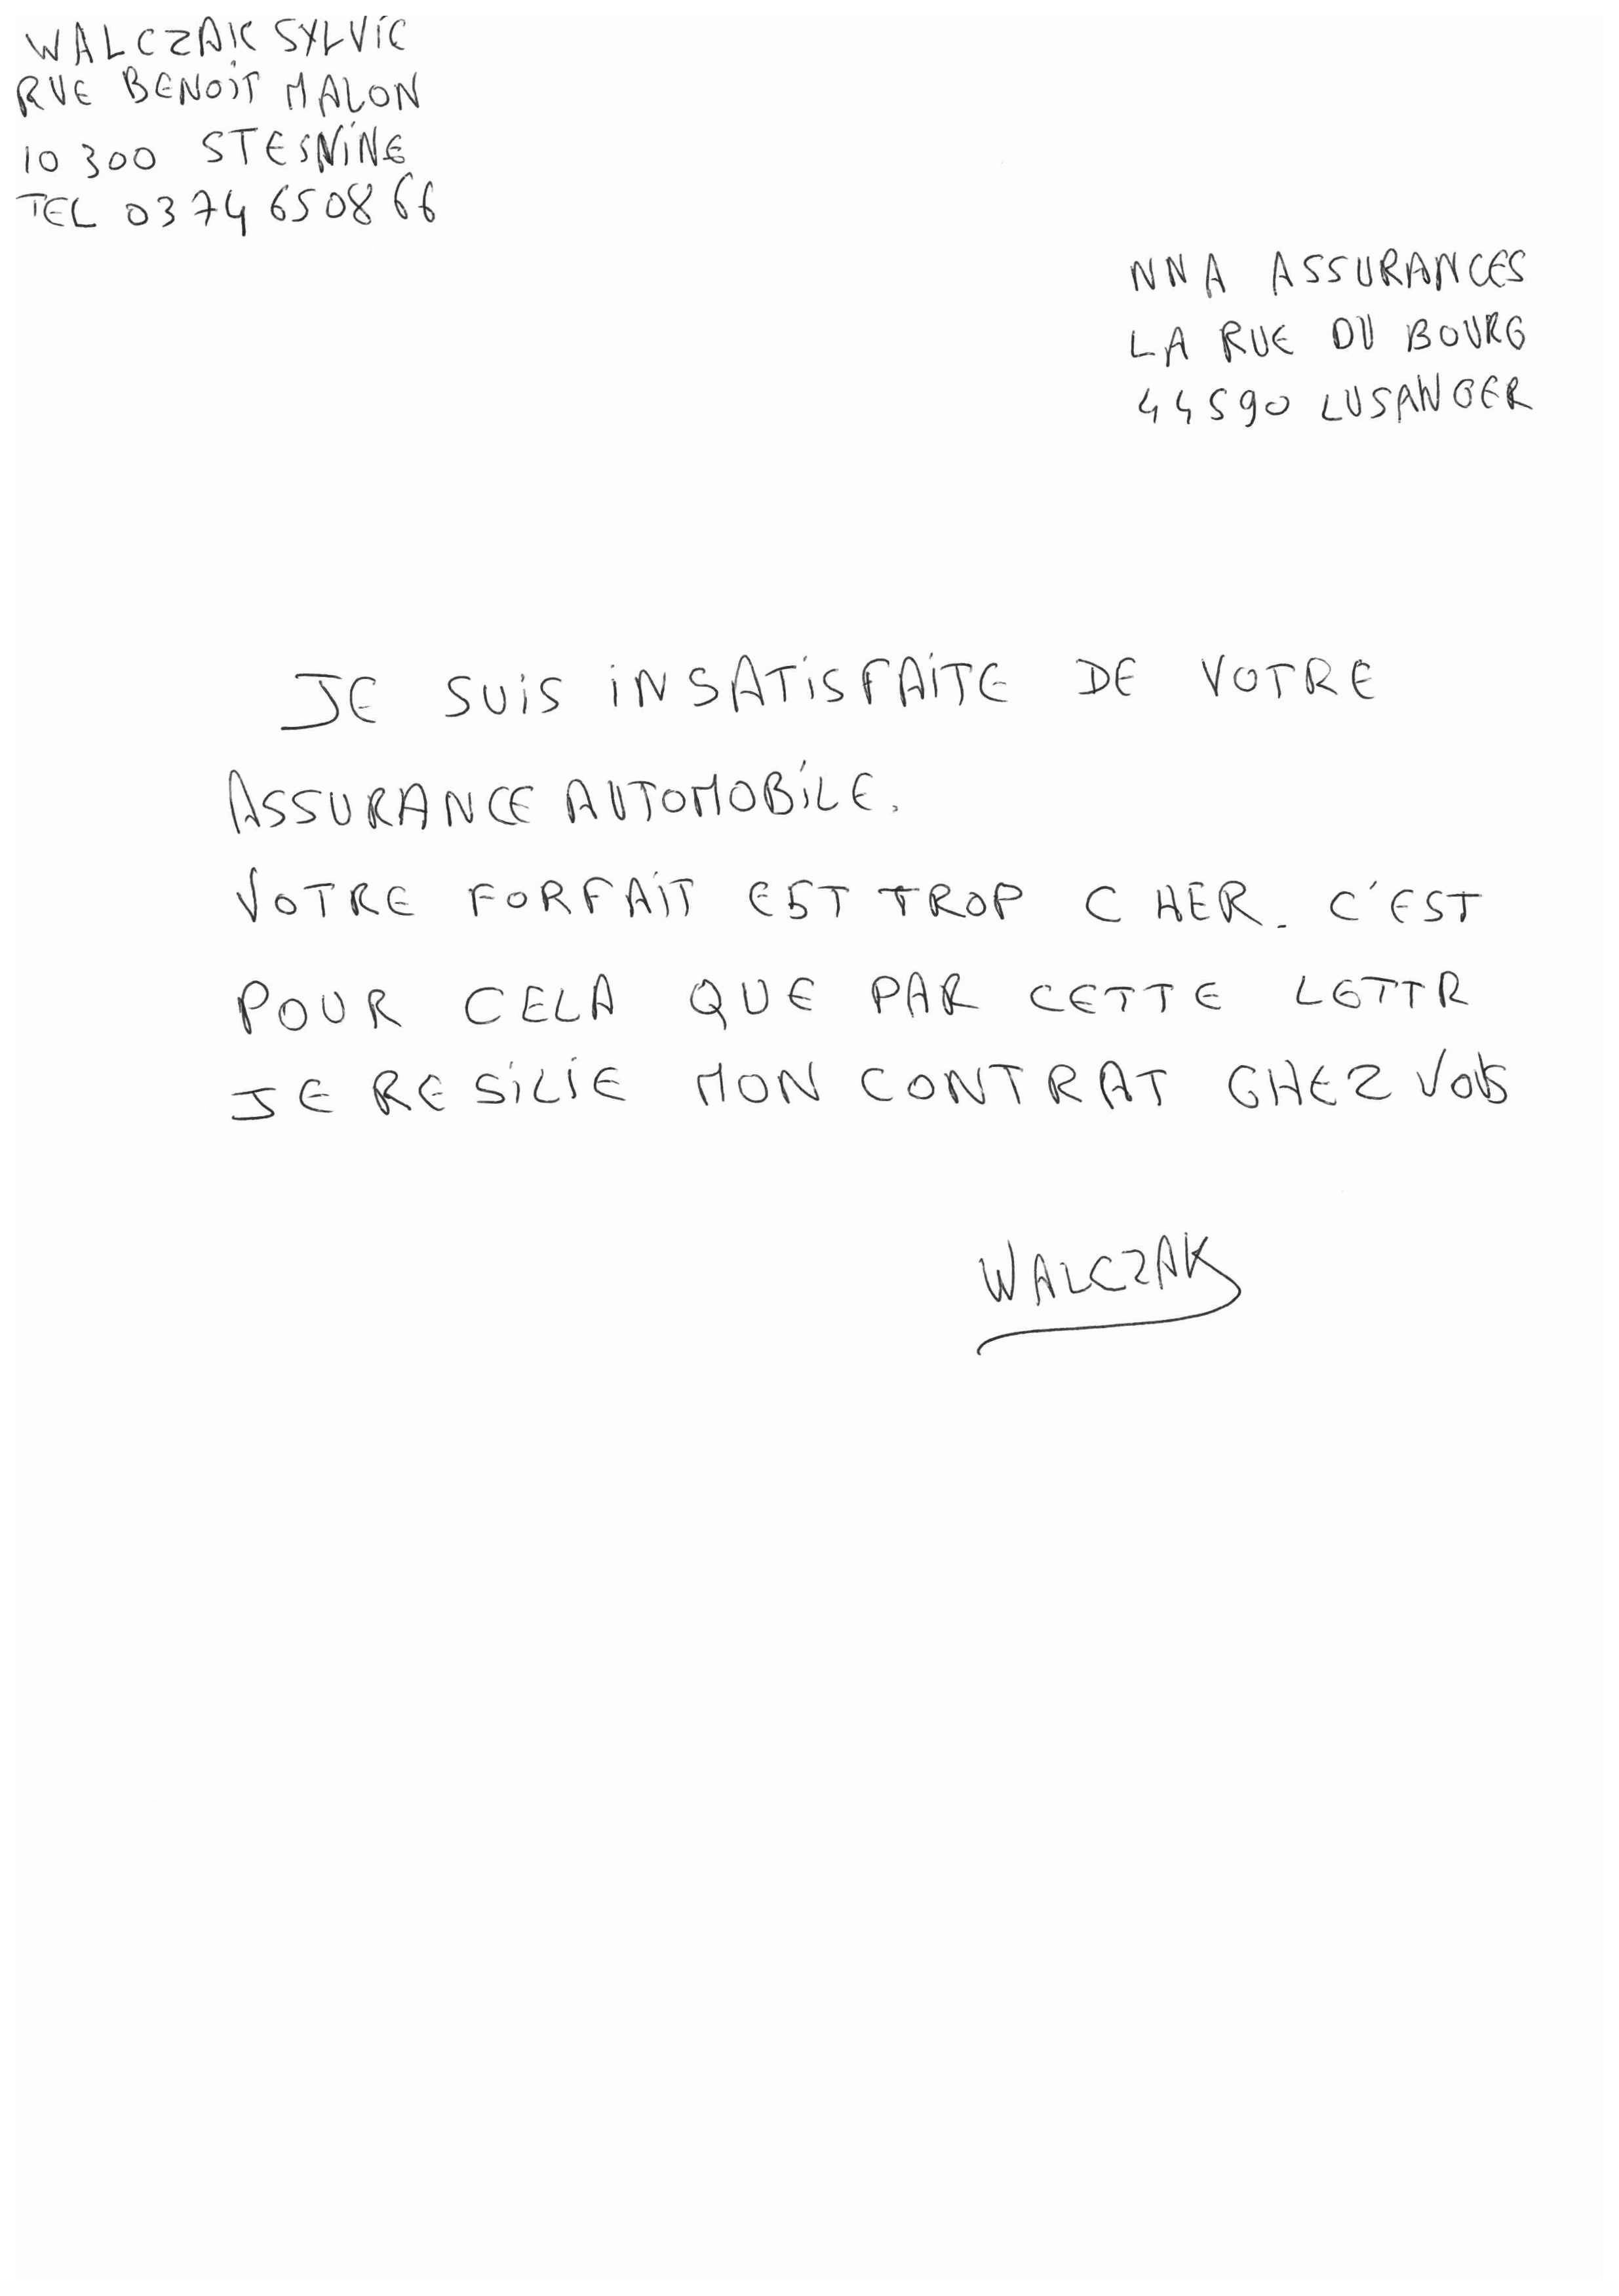 WALCZAK SYLVIE
RUE BENOIT MALON
10 300 STESNINE
TEL 03 74 65 08 66
NNA ASSURANCES
LA RUE DU BOURG
44590 LUSANGER
JE SUIS INSATISFAITE DE VOTRE
ASSURANCE AUTOMOBILE.
VOTRE FORFAIT EST TROP CHER. C'EST
POUR CELA QUE PAR CETTE LETTR
JE RESILIE MON CONTRAT CHEZ VOUS
WALCZAK